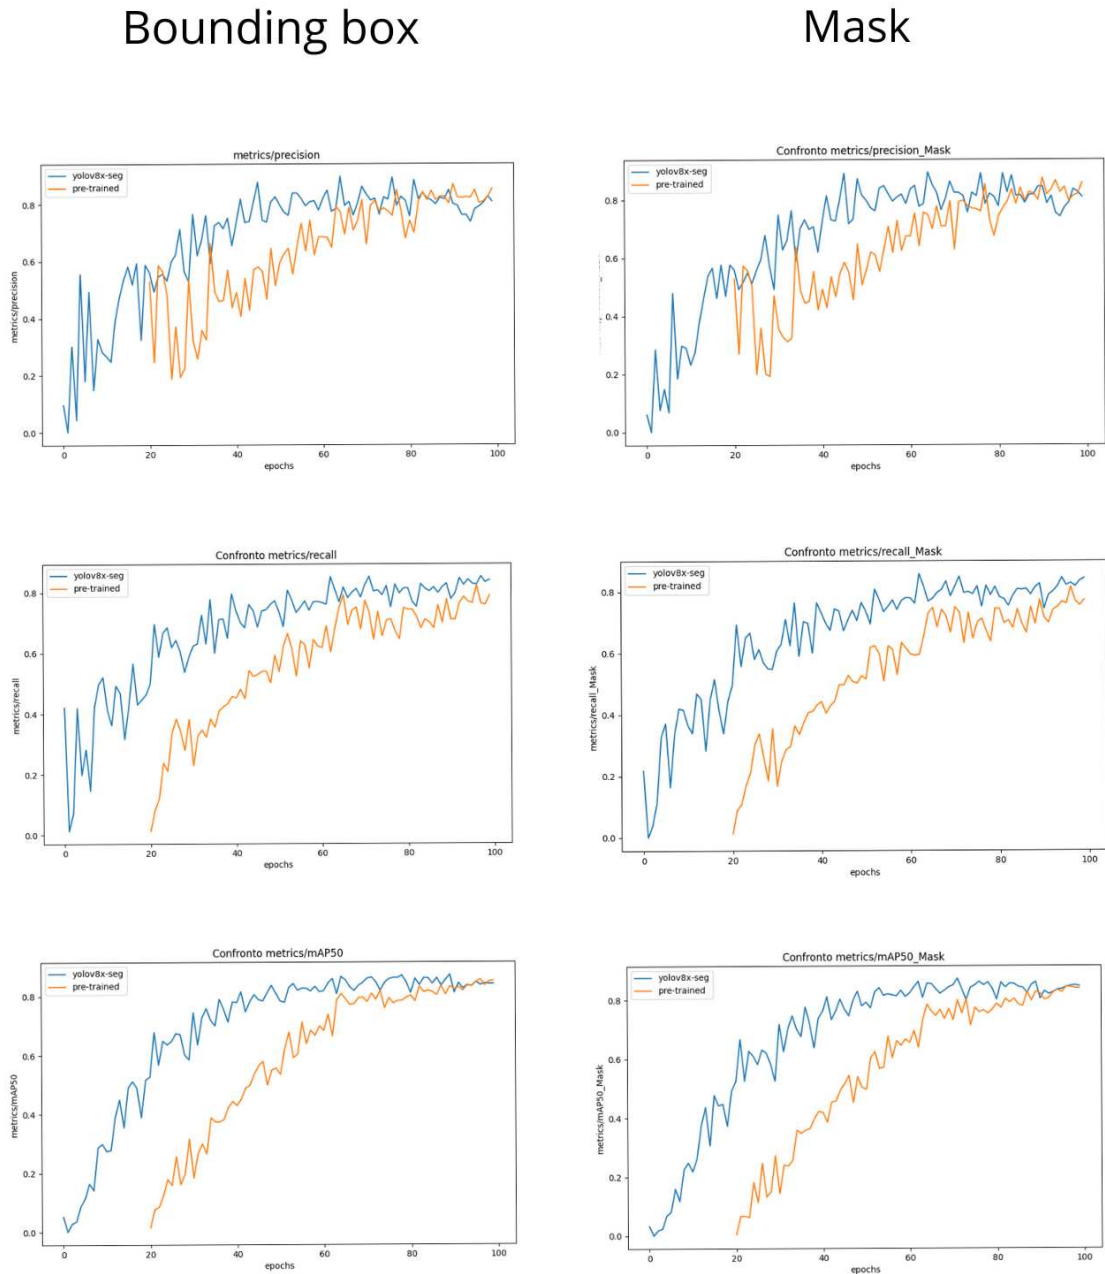 Bounding box
Mask
metrics/precision
yolov8x-seg
pre-trained
metrics/precision
0.8
0.6
0.4
0.2
0.0
0 20 40 60 80 100
epochs
Confronto metrics/precision_Mask
yolov8x-seg
pre-trained
0.8
0.6
0.4
0.2
0.0
0 20 40 60 80 100
epochs
Confronto metrics/recall
yolov8x-seg
pre-trained
metrics/recall
0.8
0.6
0.4
0.2
0.0
0 20 40 60 80 100
epochs
Confronto metrics/recall_Mask
yolov8x-seg
pre-trained
metrics/recall_Mask
0.8
0.6
0.4
0.2
0.0
0 20 40 60 80 100
epochs
Confronto metrics/mAP50
yolov8x-seg
pre-trained
metrics/mAP50
0.8
0.6
0.4
0.2
0.0
0 20 40 60 80 100
epochs
Confronto metrics/mAP50_Mask
yolov8x-seg
pre-trained
metrics/mAP50_Mask
0.8
0.6
0.4
0.2
0.0
0 20 40 60 80 100
epochs